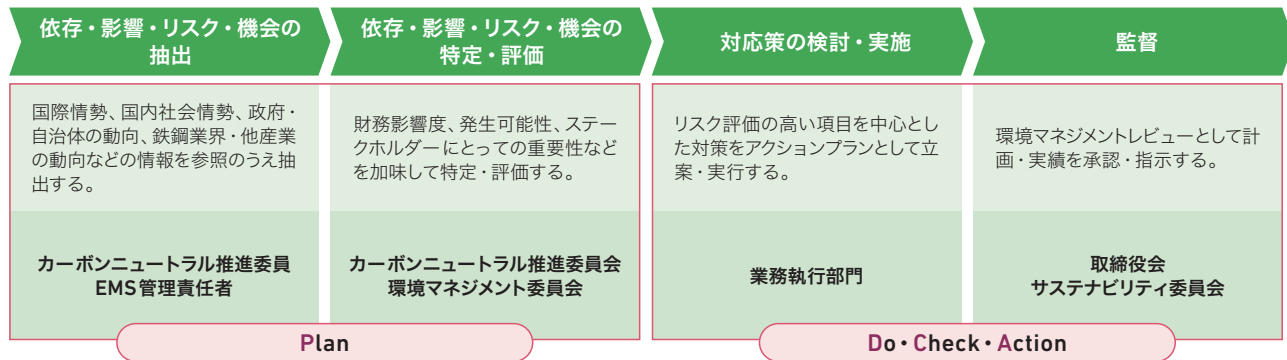 依存・影響・リスク・機会の
抽出
依存・影響・リスク・機会の
特定・評価
対応策の検討・実施
監督
国際情勢、国内社会情勢、政府・
自治体の動向、鉄鋼業界・他産業
の動向などの情報を参照のうえ抽
出する。
財務影響度、発生可能性、ステー
クホルダーにとっての重要性など
を加味して特定・評価する。
リスク評価の高い項目を中心とし
た対策をアクションプランとして立
案・実行する。
環境マネジメントレビューとして計
画・実績を承認・指示する。
カーボンニュートラル推進委員
EMS管理責任者
カーボンニュートラル推進委員会
環境マネジメント委員会
業務執行部門
取締役会
サステナビリティ委員会
Plan
Do・Check・Action